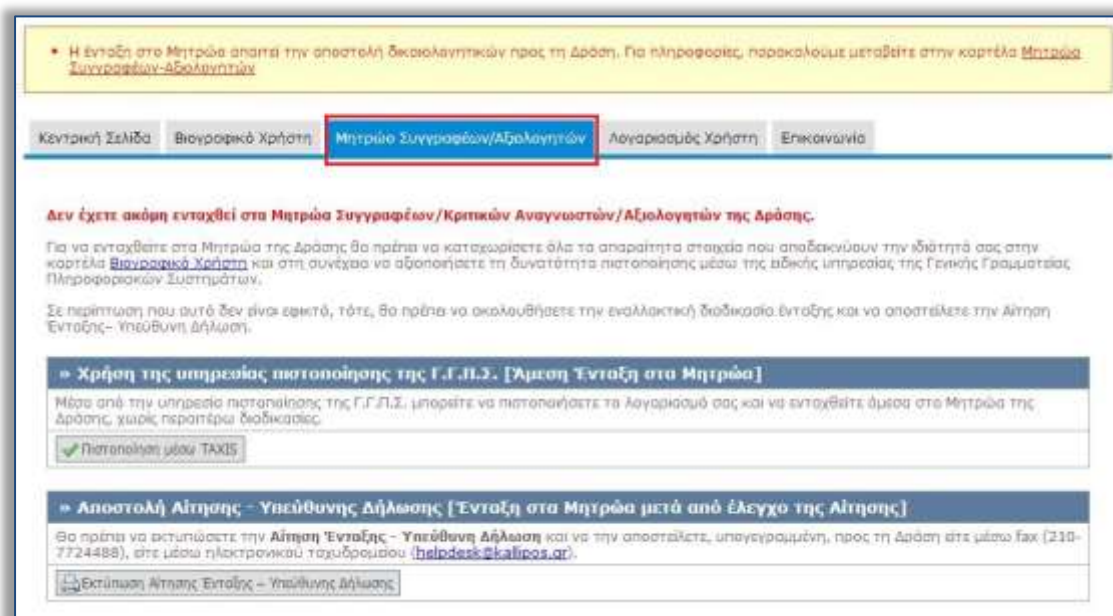 • Η ένταξη στο Μητρώο απαιτεί την αποστολή δικαιολογητικών προς τη Δράση. Για πληροφορίες, παρακαλούμε μεταβείτε στην καρτέλα Μητρώο
Συγγραφέων-Αξιολογητών
Κεντρική Σελίδα Βιογραφικό Χρήστη Μητρώο Συγγραφέων/Αξιολογητών Λογαριασμός Χρήστη Επικοινωνία
Δεν έχετε ακόμη ενταχθεί στα Μητρώα Συγγραφέων/Κριτικών Αναγνωστών/Αξιολογητών της Δράσης.
Για να ενταχθείτε στα Μητρώα της Δράσης θα πρέπει να καταχωρίσετε όλα τα απαραίτητα στοιχεία που αποδεικνύουν την ιδιότητά σας στην
καρτέλα Βιογραφικό Χρήστη και στη συνέχεια να αξιοποιήσετε τη δυνατότητα πιστοποίησης μέσω της ειδικής υπηρεσίας της Γενικής Γραμματείας
Πληροφοριακών Συστημάτων.
Σε περίπτωση που αυτό δεν είναι εφικτό, τότε, θα πρέπει να ακολουθήσετε την εναλλακτική διαδικασία ένταξης και να αποστείλετε την Αίτηση
Ένταξης– Υπεύθυνη Δήλωση.
» Χρήση της υπηρεσίας πιστοποίησης της Γ.Γ.Π.Σ. [Άμεση Ένταξη στα Μητρώα]
Μέσα από την υπηρεσία πιστοποίησης της Γ.Γ.Π.Σ. μπορείτε να πιστοποιήσετε το λογαριασμό σας και να ενταχθείτε άμεσα στα Μητρώα της
Δράσης, χωρίς περαιτέρω διαδικασίες.
Πιστοποίηση μέσω TAXIS
» Αποστολή Αίτησης - Υπεύθυνης Δήλωσης [Ένταξη στα Μητρώα μετά από έλεγχο της Αίτησης]
Θα πρέπει να εκτυπώσετε την Αίτηση Ένταξης - Υπεύθυνη Δήλωση και να την αποστείλετε, υπογεγραμμένη, προς τη Δράση είτε μέσω fax (210-
7724488), είτε μέσω ηλεκτρονικού ταχυδρομείου (helpdesk@kallipos.gr).
Εκτύπωση Αίτησης Ένταξης – Υπεύθυνης Δήλωσης